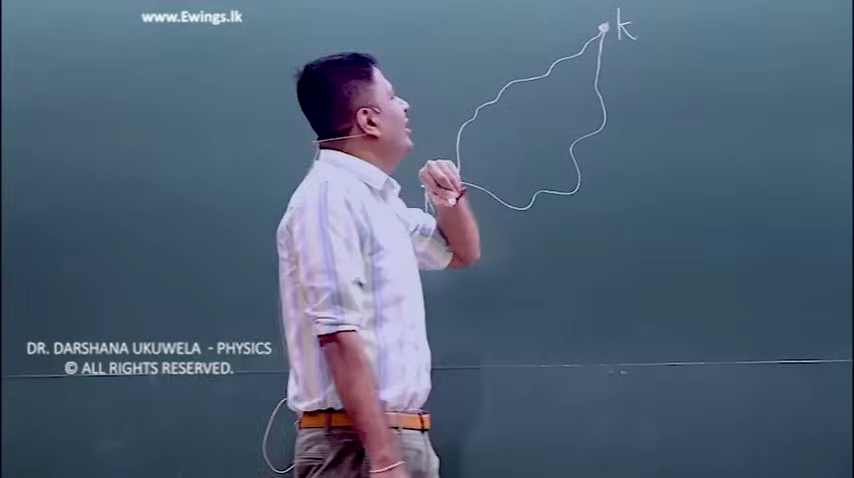 www.Ewings.lk
k
DR. DARSHANA UKUWELA - PHYSICS
© ALL RIGHTS RESERVED.